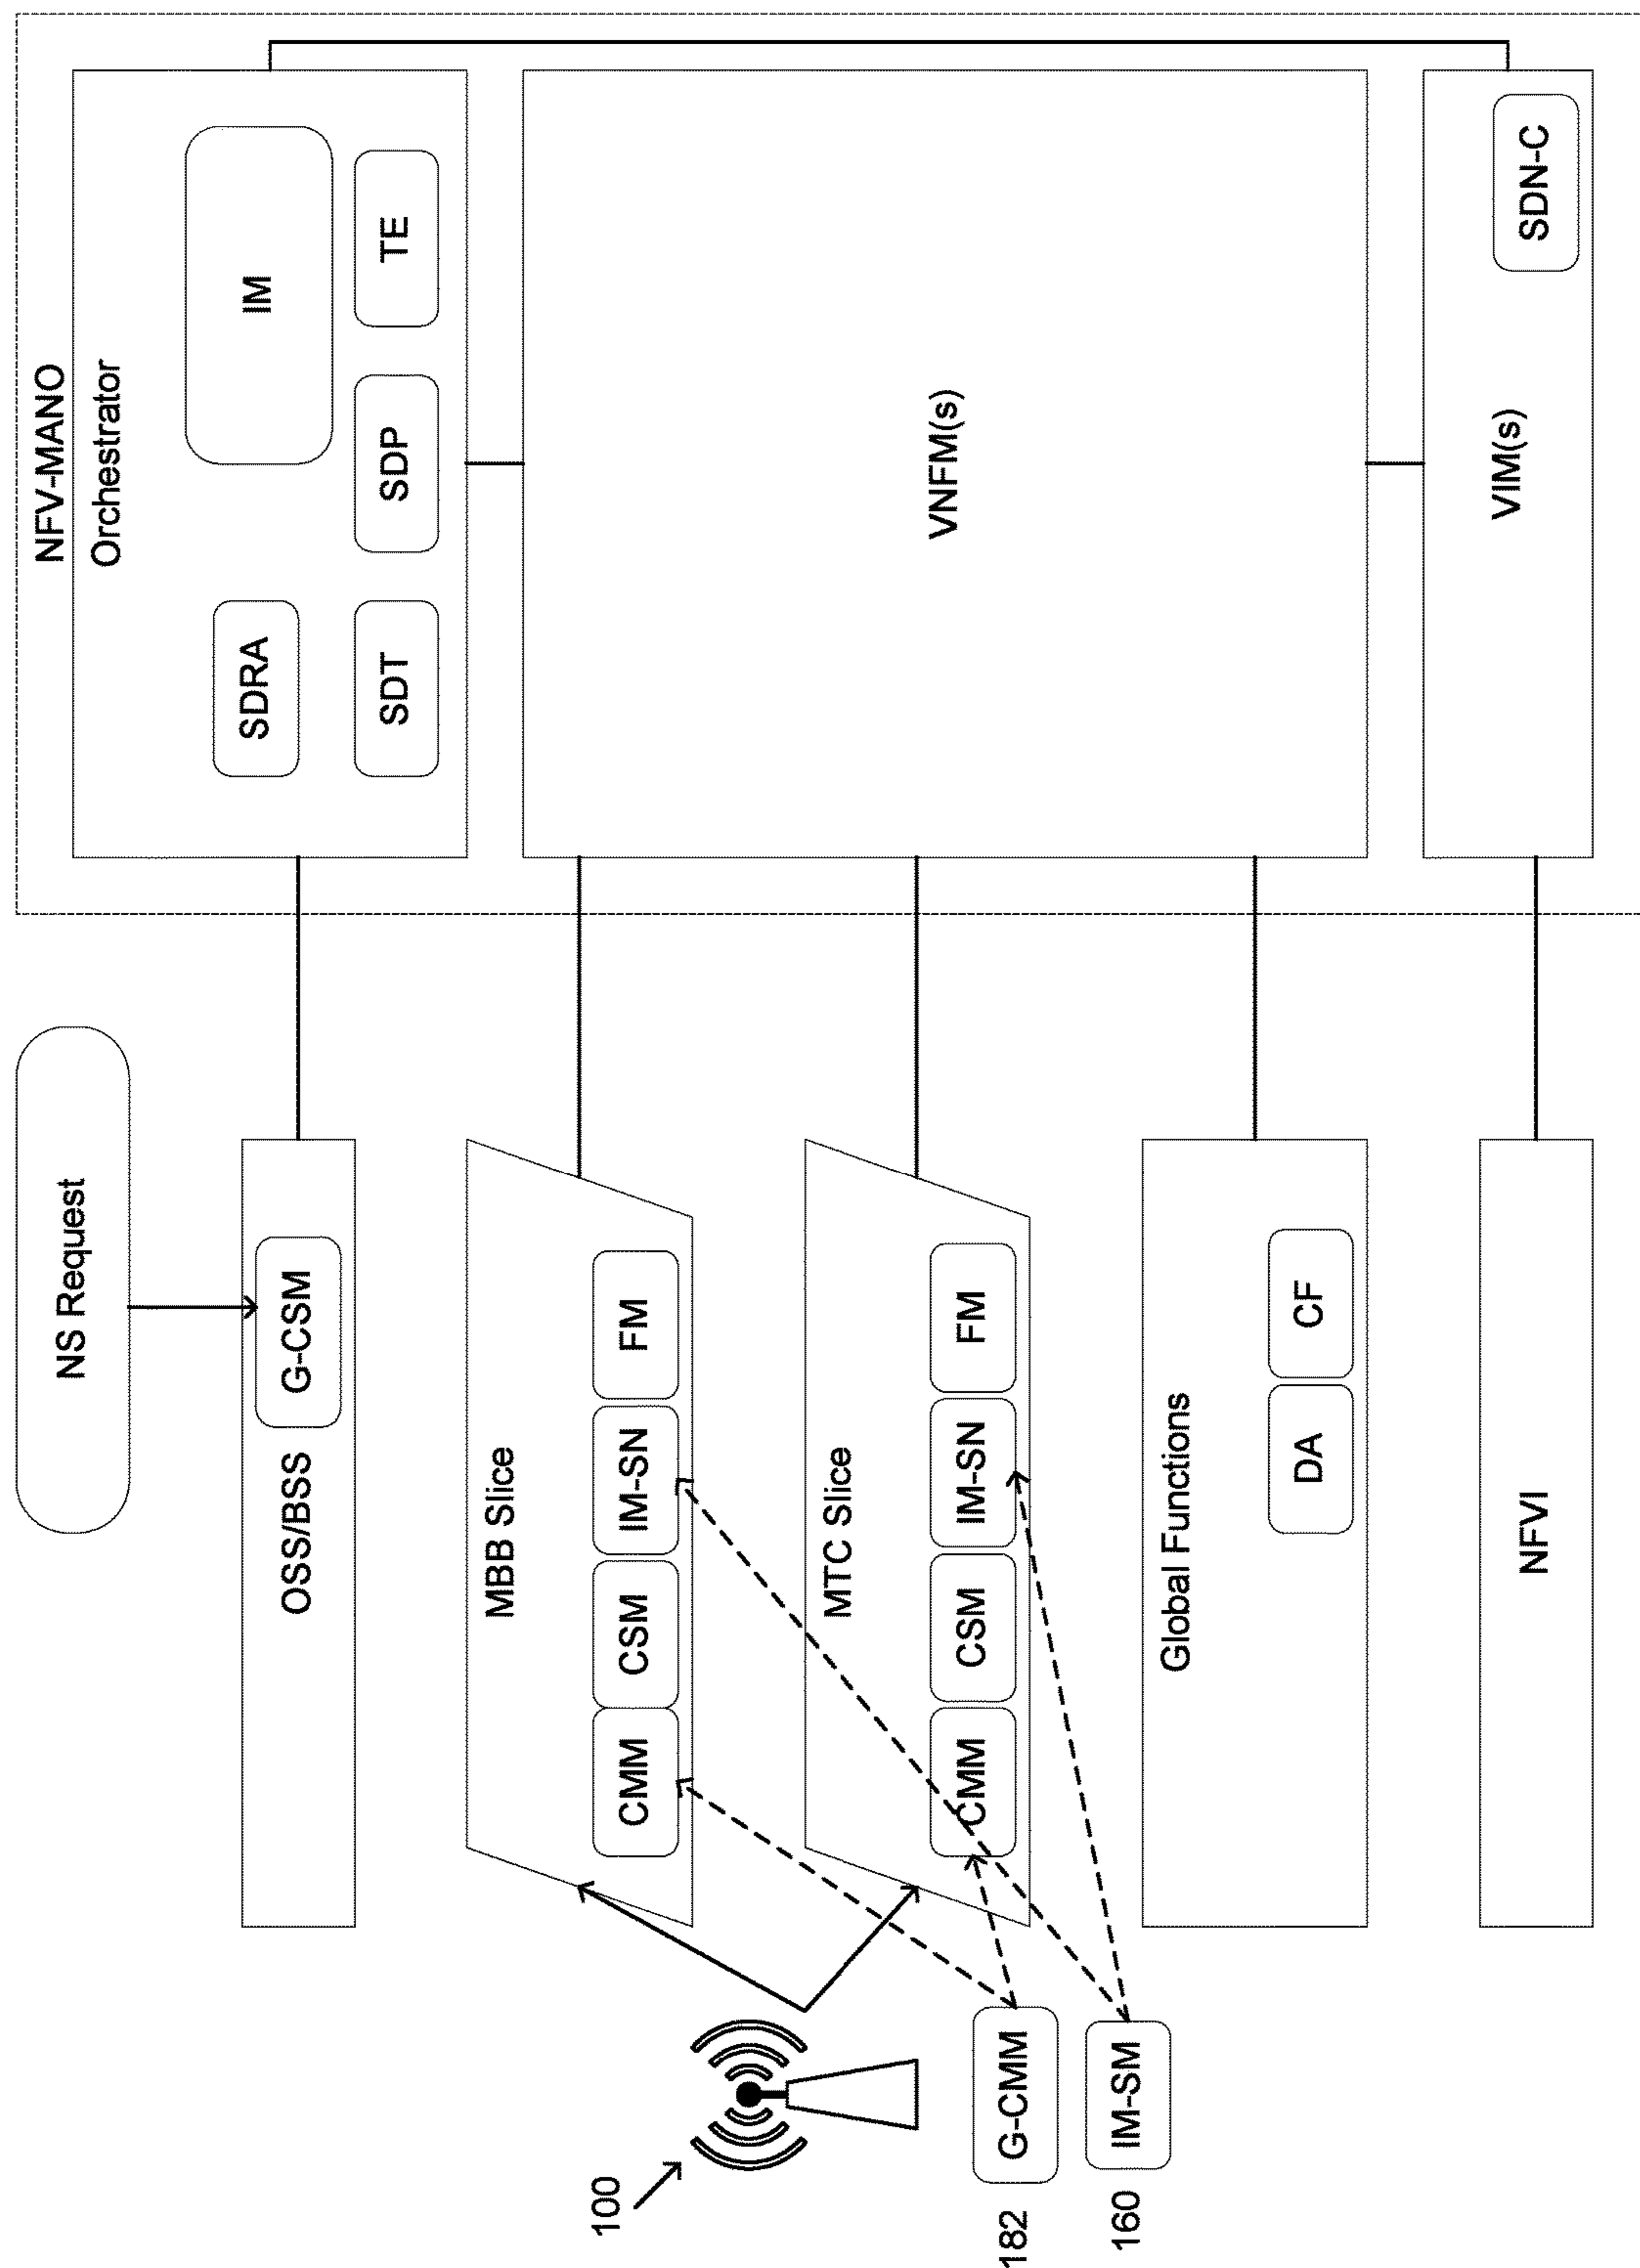 NS Request
NFV-MANO
Orchestrator
OSS/BSS
G-CSM
SDRA
IM
SDT
SDP
TE
MBB Slice
CMM
CSM
IM-SN
FM
VNFM(s)
MTC Slice
CMM
CSM
IM-SN
FM
Global Functions
DA
CF
NFVI
VIM(s)
SDN-C
100
182
G-CMM
160
IM-SM